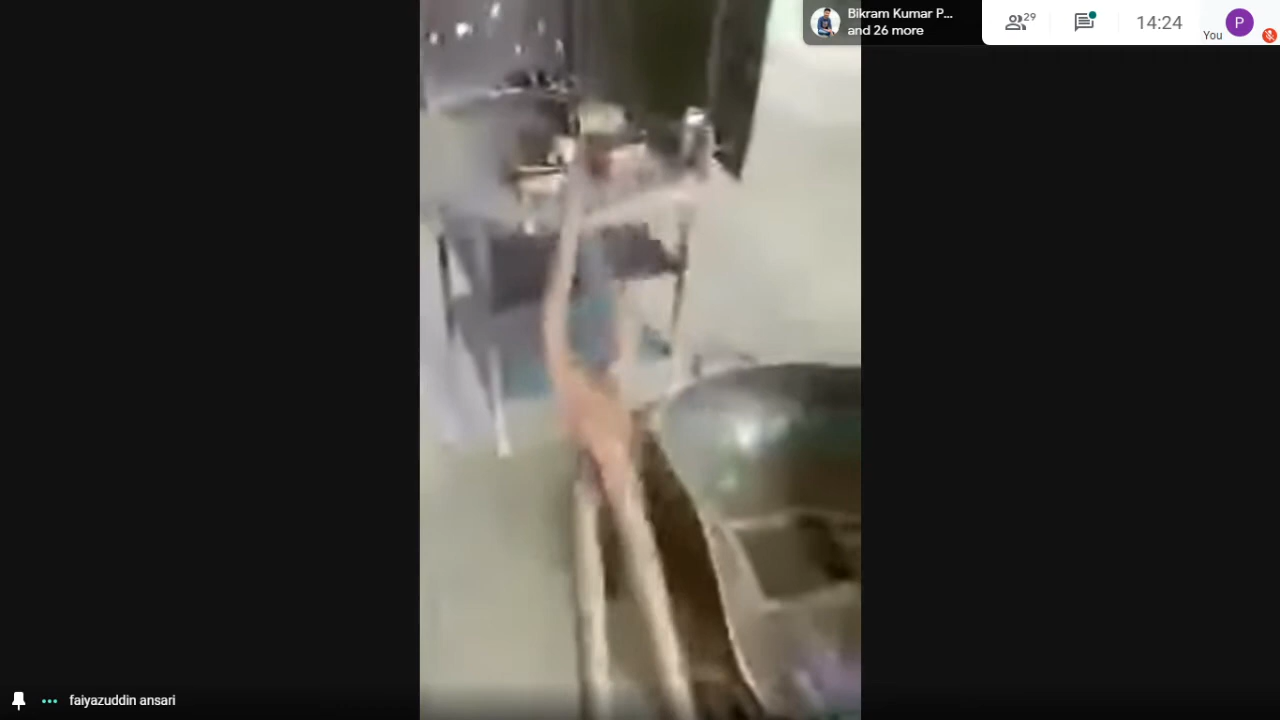 Bikram Kumar P...
and 26 more
29
14:24
You
P
faiyazuddin ansari